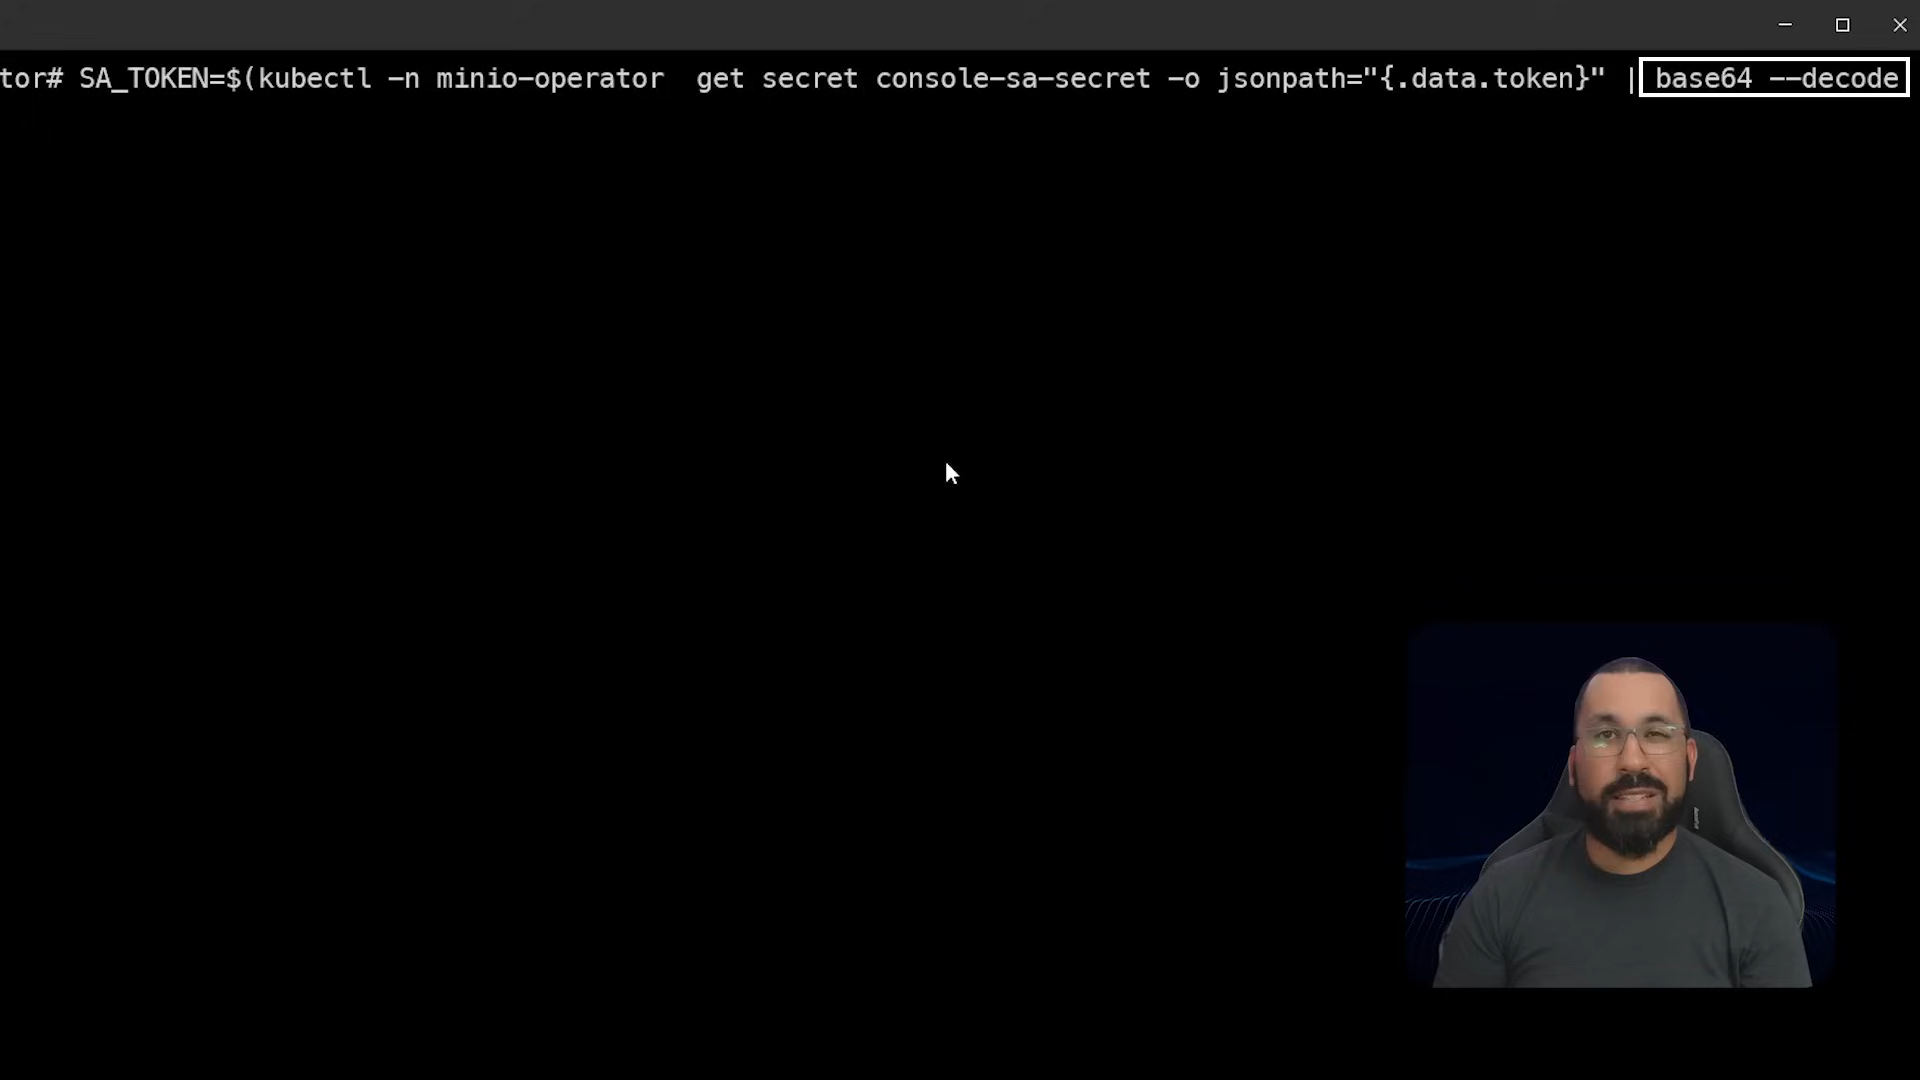 tor# SA_TOKEN=$(kubectl -n minio-operator  get secret console-sa-secret -o jsonpath="{.data.token}" | base64 --decode